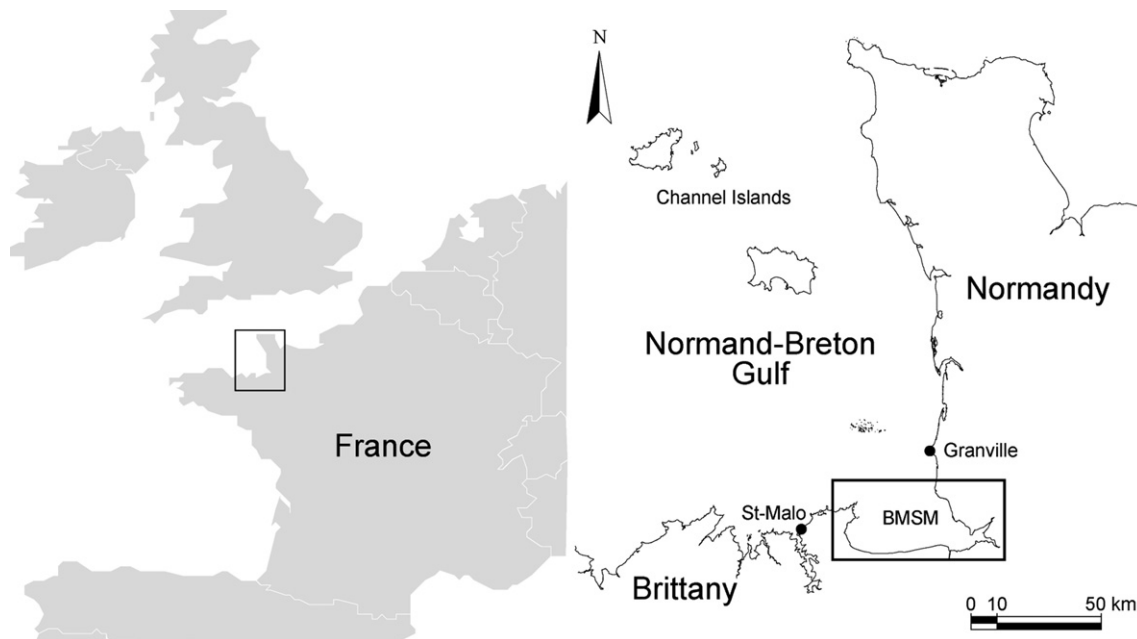 France
N
Channel Islands
Normandy
Normand-Breton
Gulf
Granville
St-Malo
BMSM
Brittany
0 10 50 km